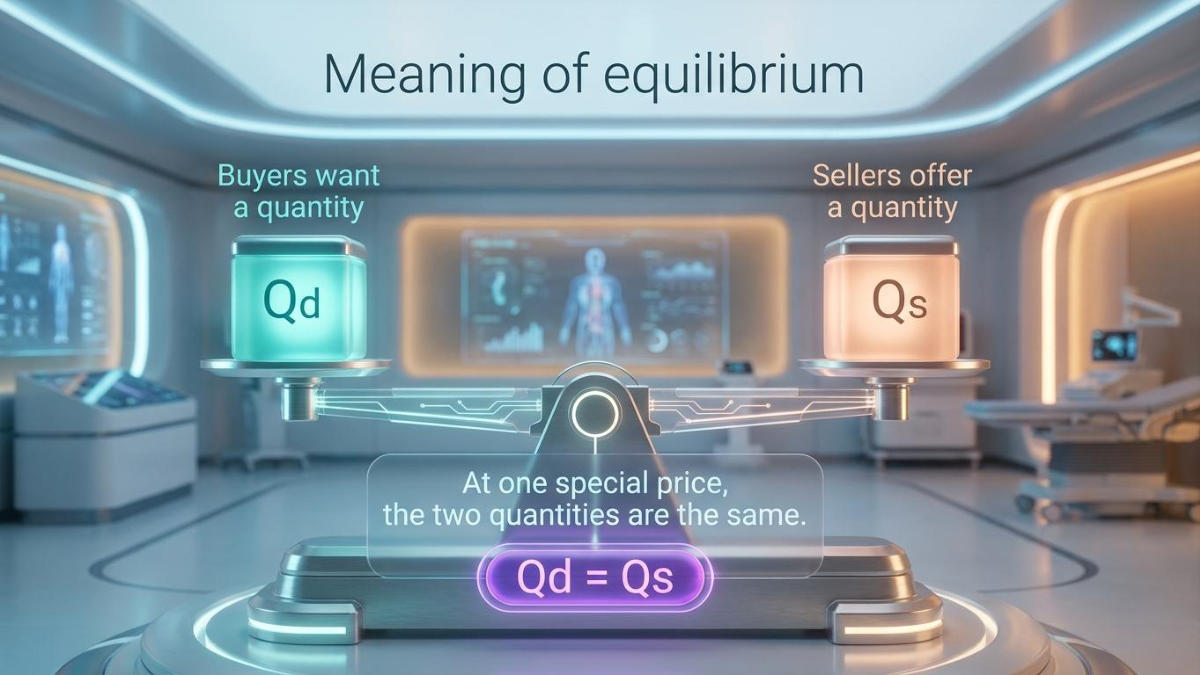 Meaning of equilibrium
Buyers want
a quantity
Sellers offer
a quantity
Qd
Qs
At one special price,
the two quantities are the same.
Qd = Qs